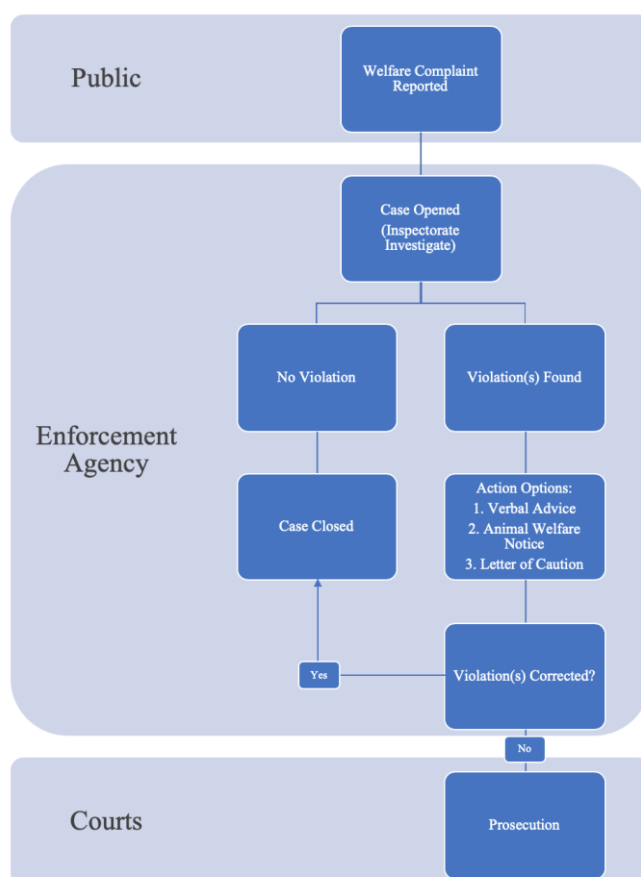 Public
Welfare Complaint
Reported
Case Opened
(Inspectorate
Investigate)
No Violation
Violation(s) Found
Enforcement
Agency
Case Closed
Action Options:
1. Verbal Advice
2. Animal Welfare
Notice
3. Letter of Caution
Yes
Violation(s) Corrected?
No
Courts
Prosecution